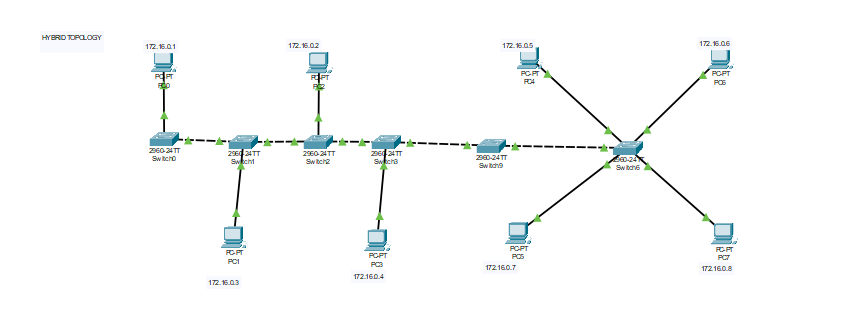 HYBRID TOPOLOGY
172.16.0.1
172.16.0.2
172.16.0.5
172.16.0.6
PC-PT
PC0
PC-PT
PC2
PC-PT
PC4
PC-PT
PC6
2960-24TT
Switch0
2960-24TT
Switch1
2960-24TT
Switch2
2960-24TT
Switch3
2960-24TT
Switch9
2960-24TT
Switch6
PC-PT
PC1
PC-PT
PC3
PC-PT
PC5
PC-PT
PC7
172.16.0.3
172.16.0.4
172.16.0.7
172.16.0.8